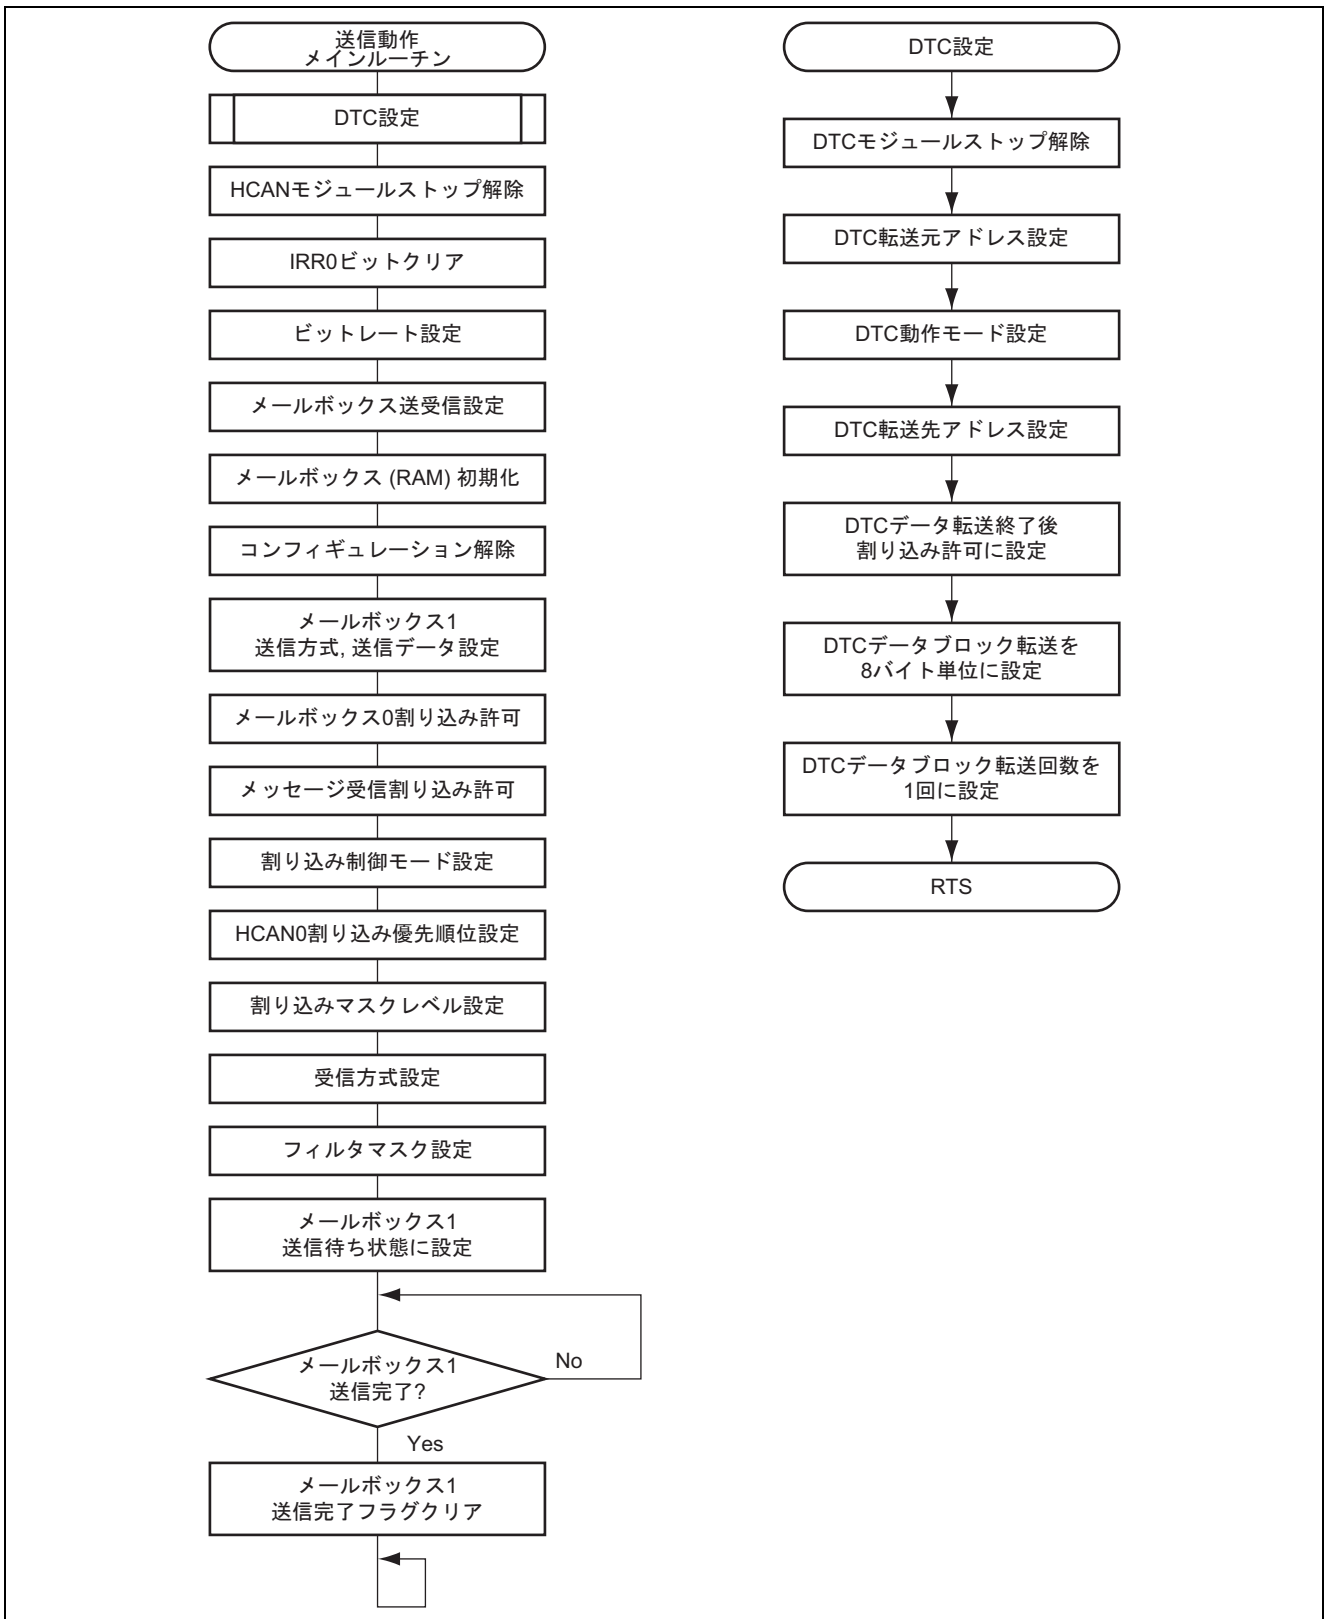 送信動作
メインルーチン
DTC設定
HCANモジュールストップ解除
IRR0ビットクリア
ビットレート設定
メールボックス送受信設定
メールボックス (RAM) 初期化
コンフィギュレーション解除
メールボックス1
送信方式, 送信データ設定
メールボックス0割り込み許可
メッセージ受信割り込み許可
割り込み制御モード設定
HCAN0割り込み優先順位設定
割り込みマスクレベル設定
受信方式設定
フィルタマスク設定
メールボックス1
送信待ち状態に設定
メールボックス1
送信完了?
No
Yes
メールボックス1
送信完了フラグクリア
DTC設定
DTCモジュールストップ解除
DTC転送元アドレス設定
DTC動作モード設定
DTC転送先アドレス設定
DTCデータ転送終了後
割り込み許可に設定
DTCデータブロック転送を
8バイト単位に設定
DTCデータブロック転送回数を
1回に設定
RTS